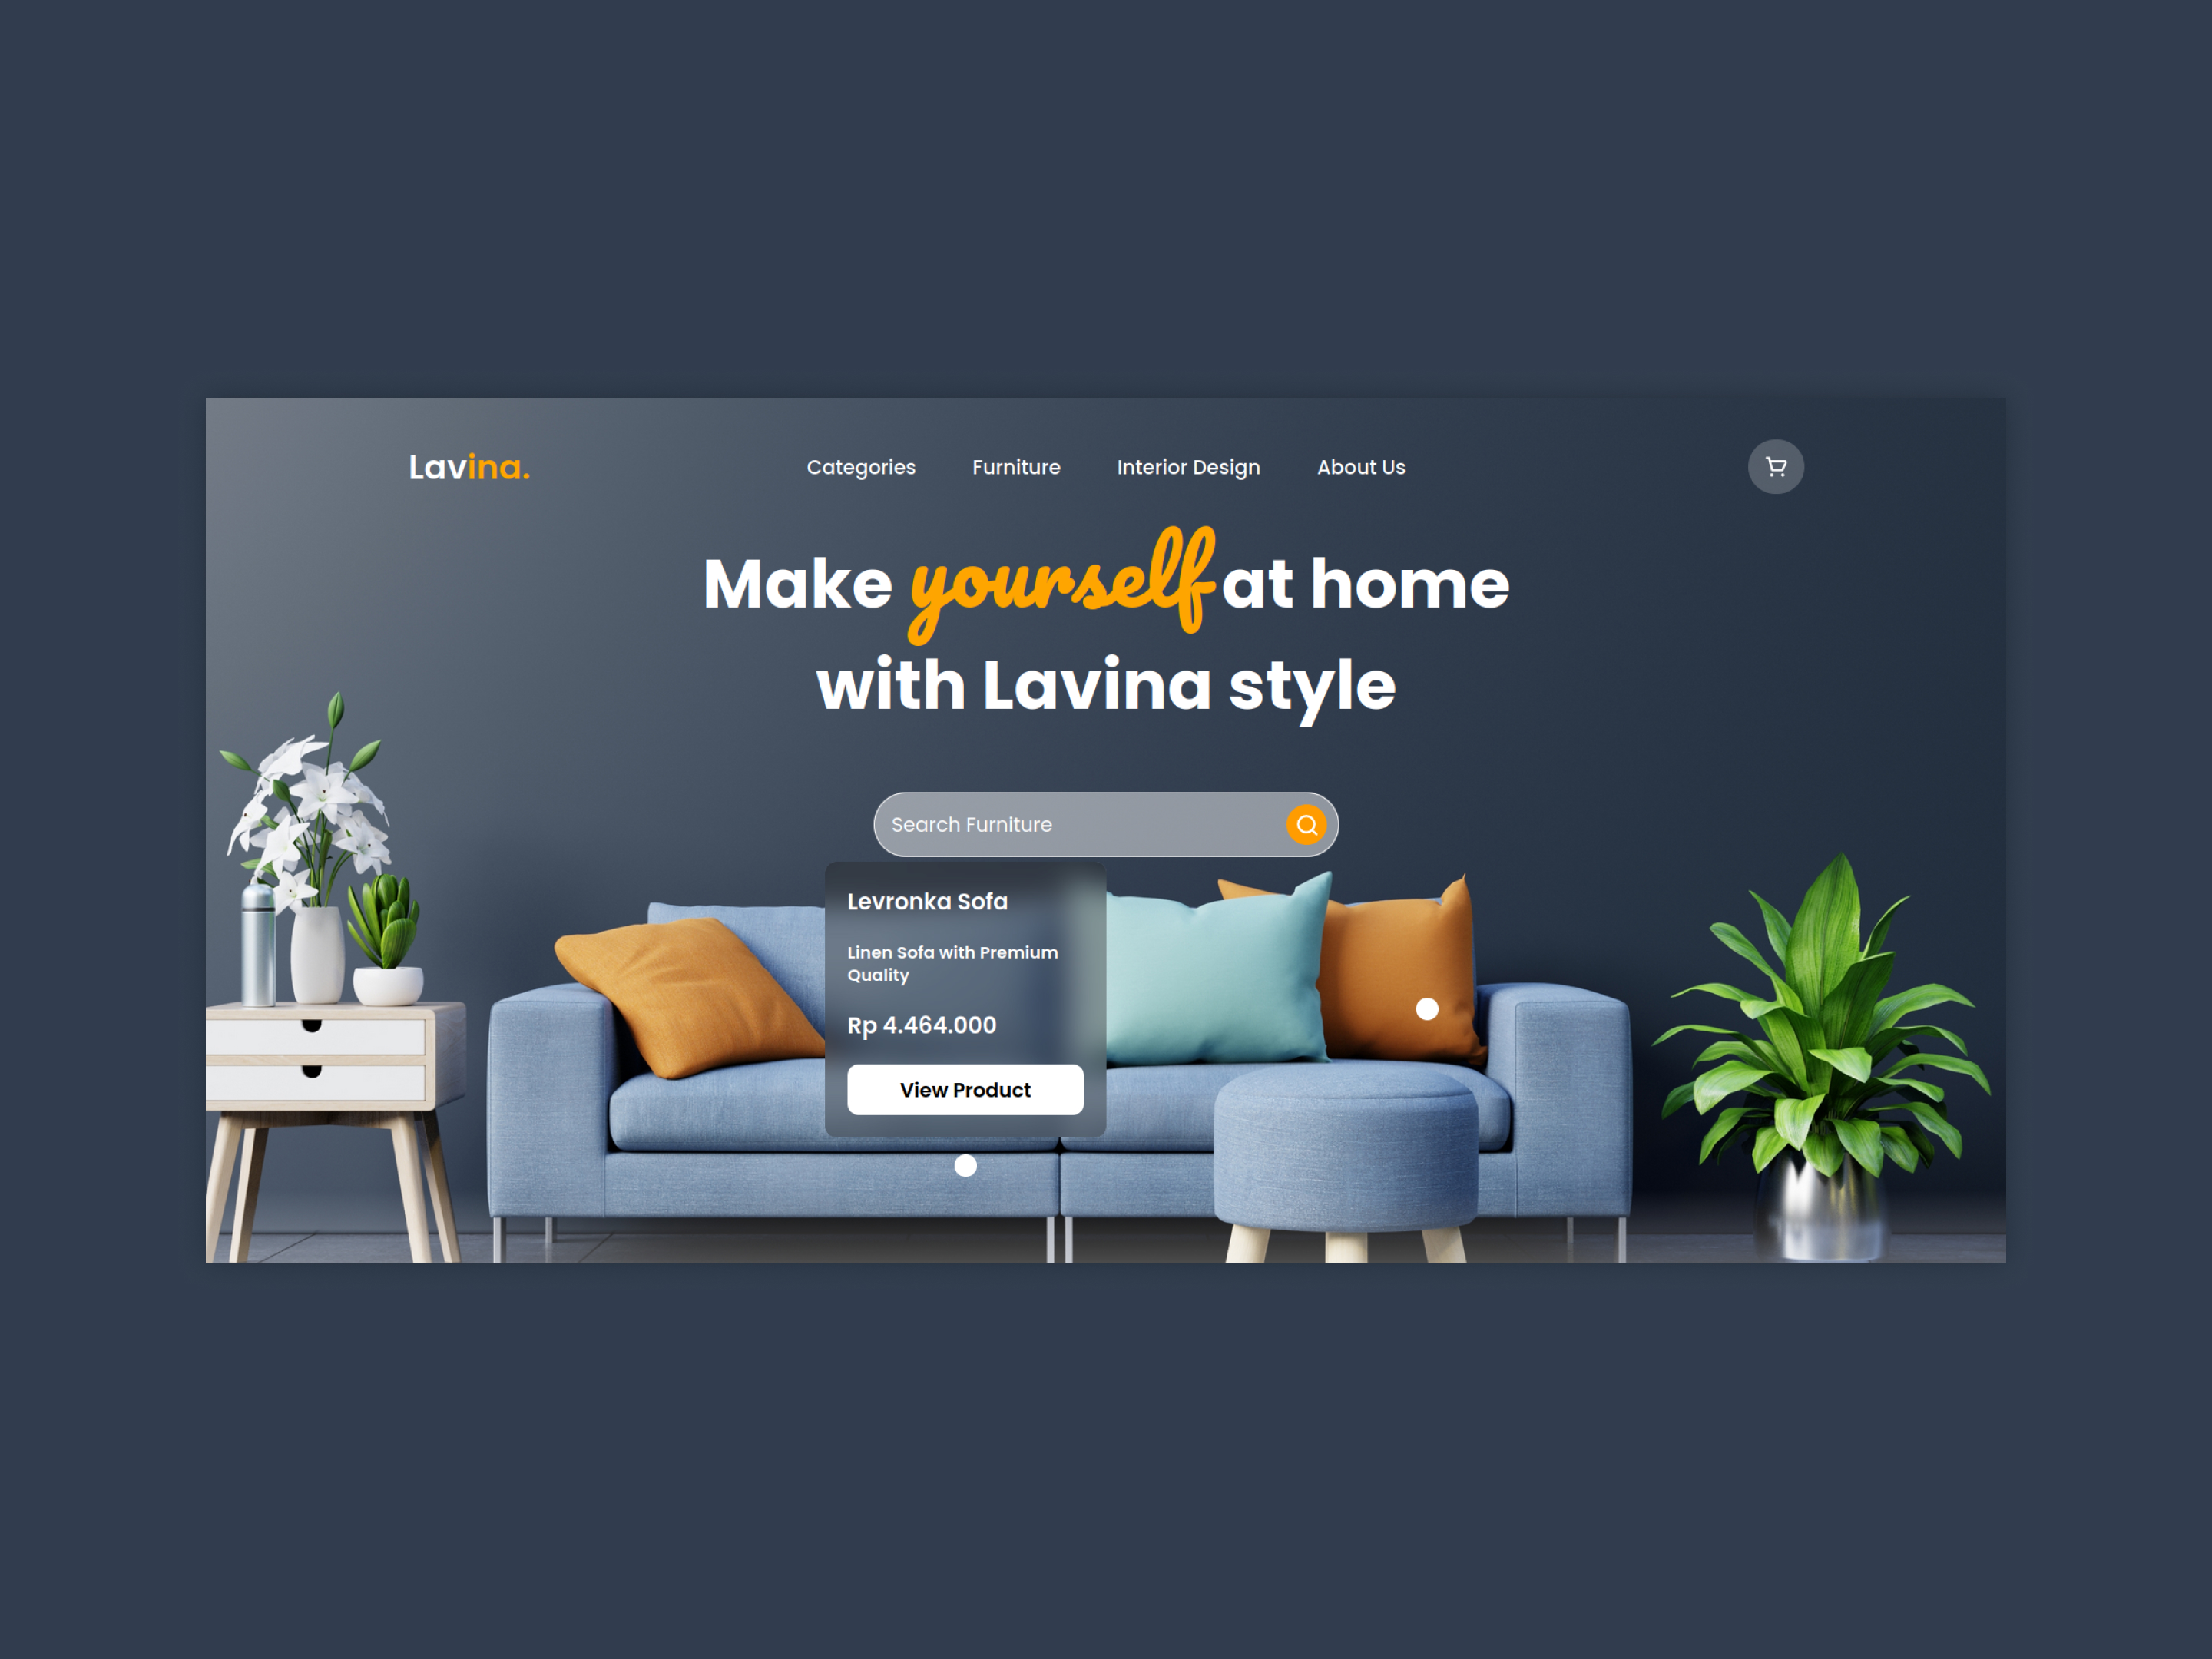 Lavina.
Categories Furniture Interior Design About Us
Make yourself at home
with Lavina style
Search Furniture
Levronka Sofa
Linen Sofa with Premium
Quality
Rp 4.464.000
View Product